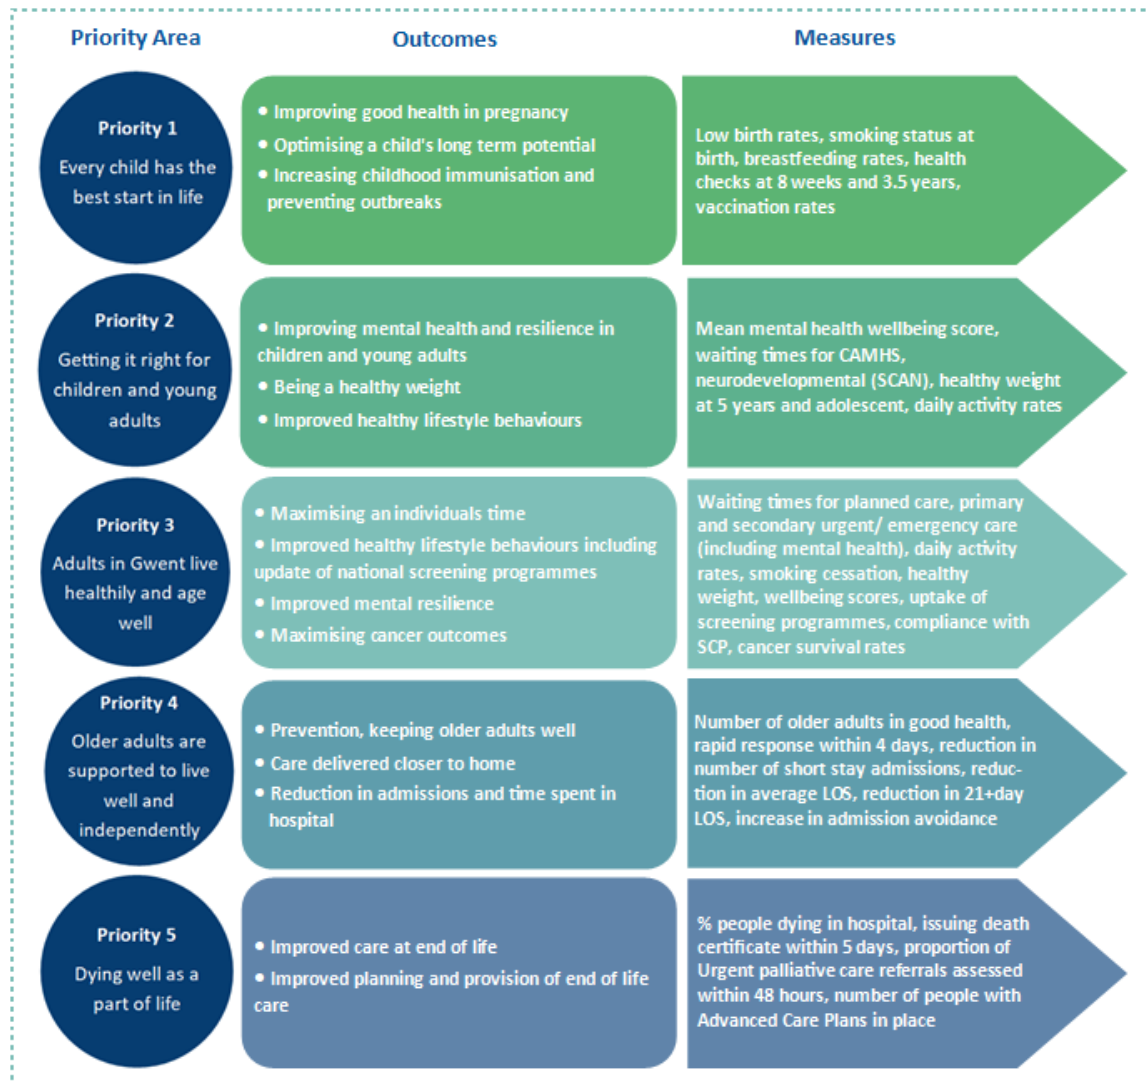 Priority Area
Outcomes
Measures
Priority 1
Every child has the
best start in life
• Improving good health in pregnancy
• Optimising a child's long term potential
• Increasing childhood immunisation and
preventing outbreaks
Low birth rates, smoking status at
birth, breastfeeding rates, health
checks at 8 weeks and 3.5 years,
vaccination rates
Priority 2
Getting it right for
children and young
adults
• Improving mental health and resilience in
children and young adults
• Being a healthy weight
• Improved healthy lifestyle behaviours
Mean mental health wellbeing score,
waiting times for CAMHS,
neurodevelopmental (SCAN), healthy weight
at 5 years and adolescent, daily activity rates
Priority 3
Adults in Gwent live
healthily and age
well
• Maximising an individuals time
• Improved healthy lifestyle behaviours including
update of national screening programmes
• Improved mental resilience
• Maximising cancer outcomes
Waiting times for planned care, primary
and secondary urgent/ emergency care
(including mental health), daily activity
rates, smoking cessation, healthy
weight, wellbeing scores, uptake of
screening programmes, compliance with
SCP, cancer survival rates
Priority 4
Older adults are
supported to live
well and
independently
• Prevention, keeping older adults well
• Care delivered closer to home
• Reduction in admissions and time spent in
hospital
Number of older adults in good health,
rapid response within 4 days, reduction in
number of short stay admissions, reduc-
tion in average LOS, reduction in 21+day
LOS, increase in admission avoidance
Priority 5
Dying well as a
part of life
• Improved care at end of life
• Improved planning and provision of end of life
care
% people dying in hospital, issuing death
certificate within 5 days, proportion of
Urgent palliative care referrals assessed
within 48 hours, number of people with
Advanced Care Plans in place